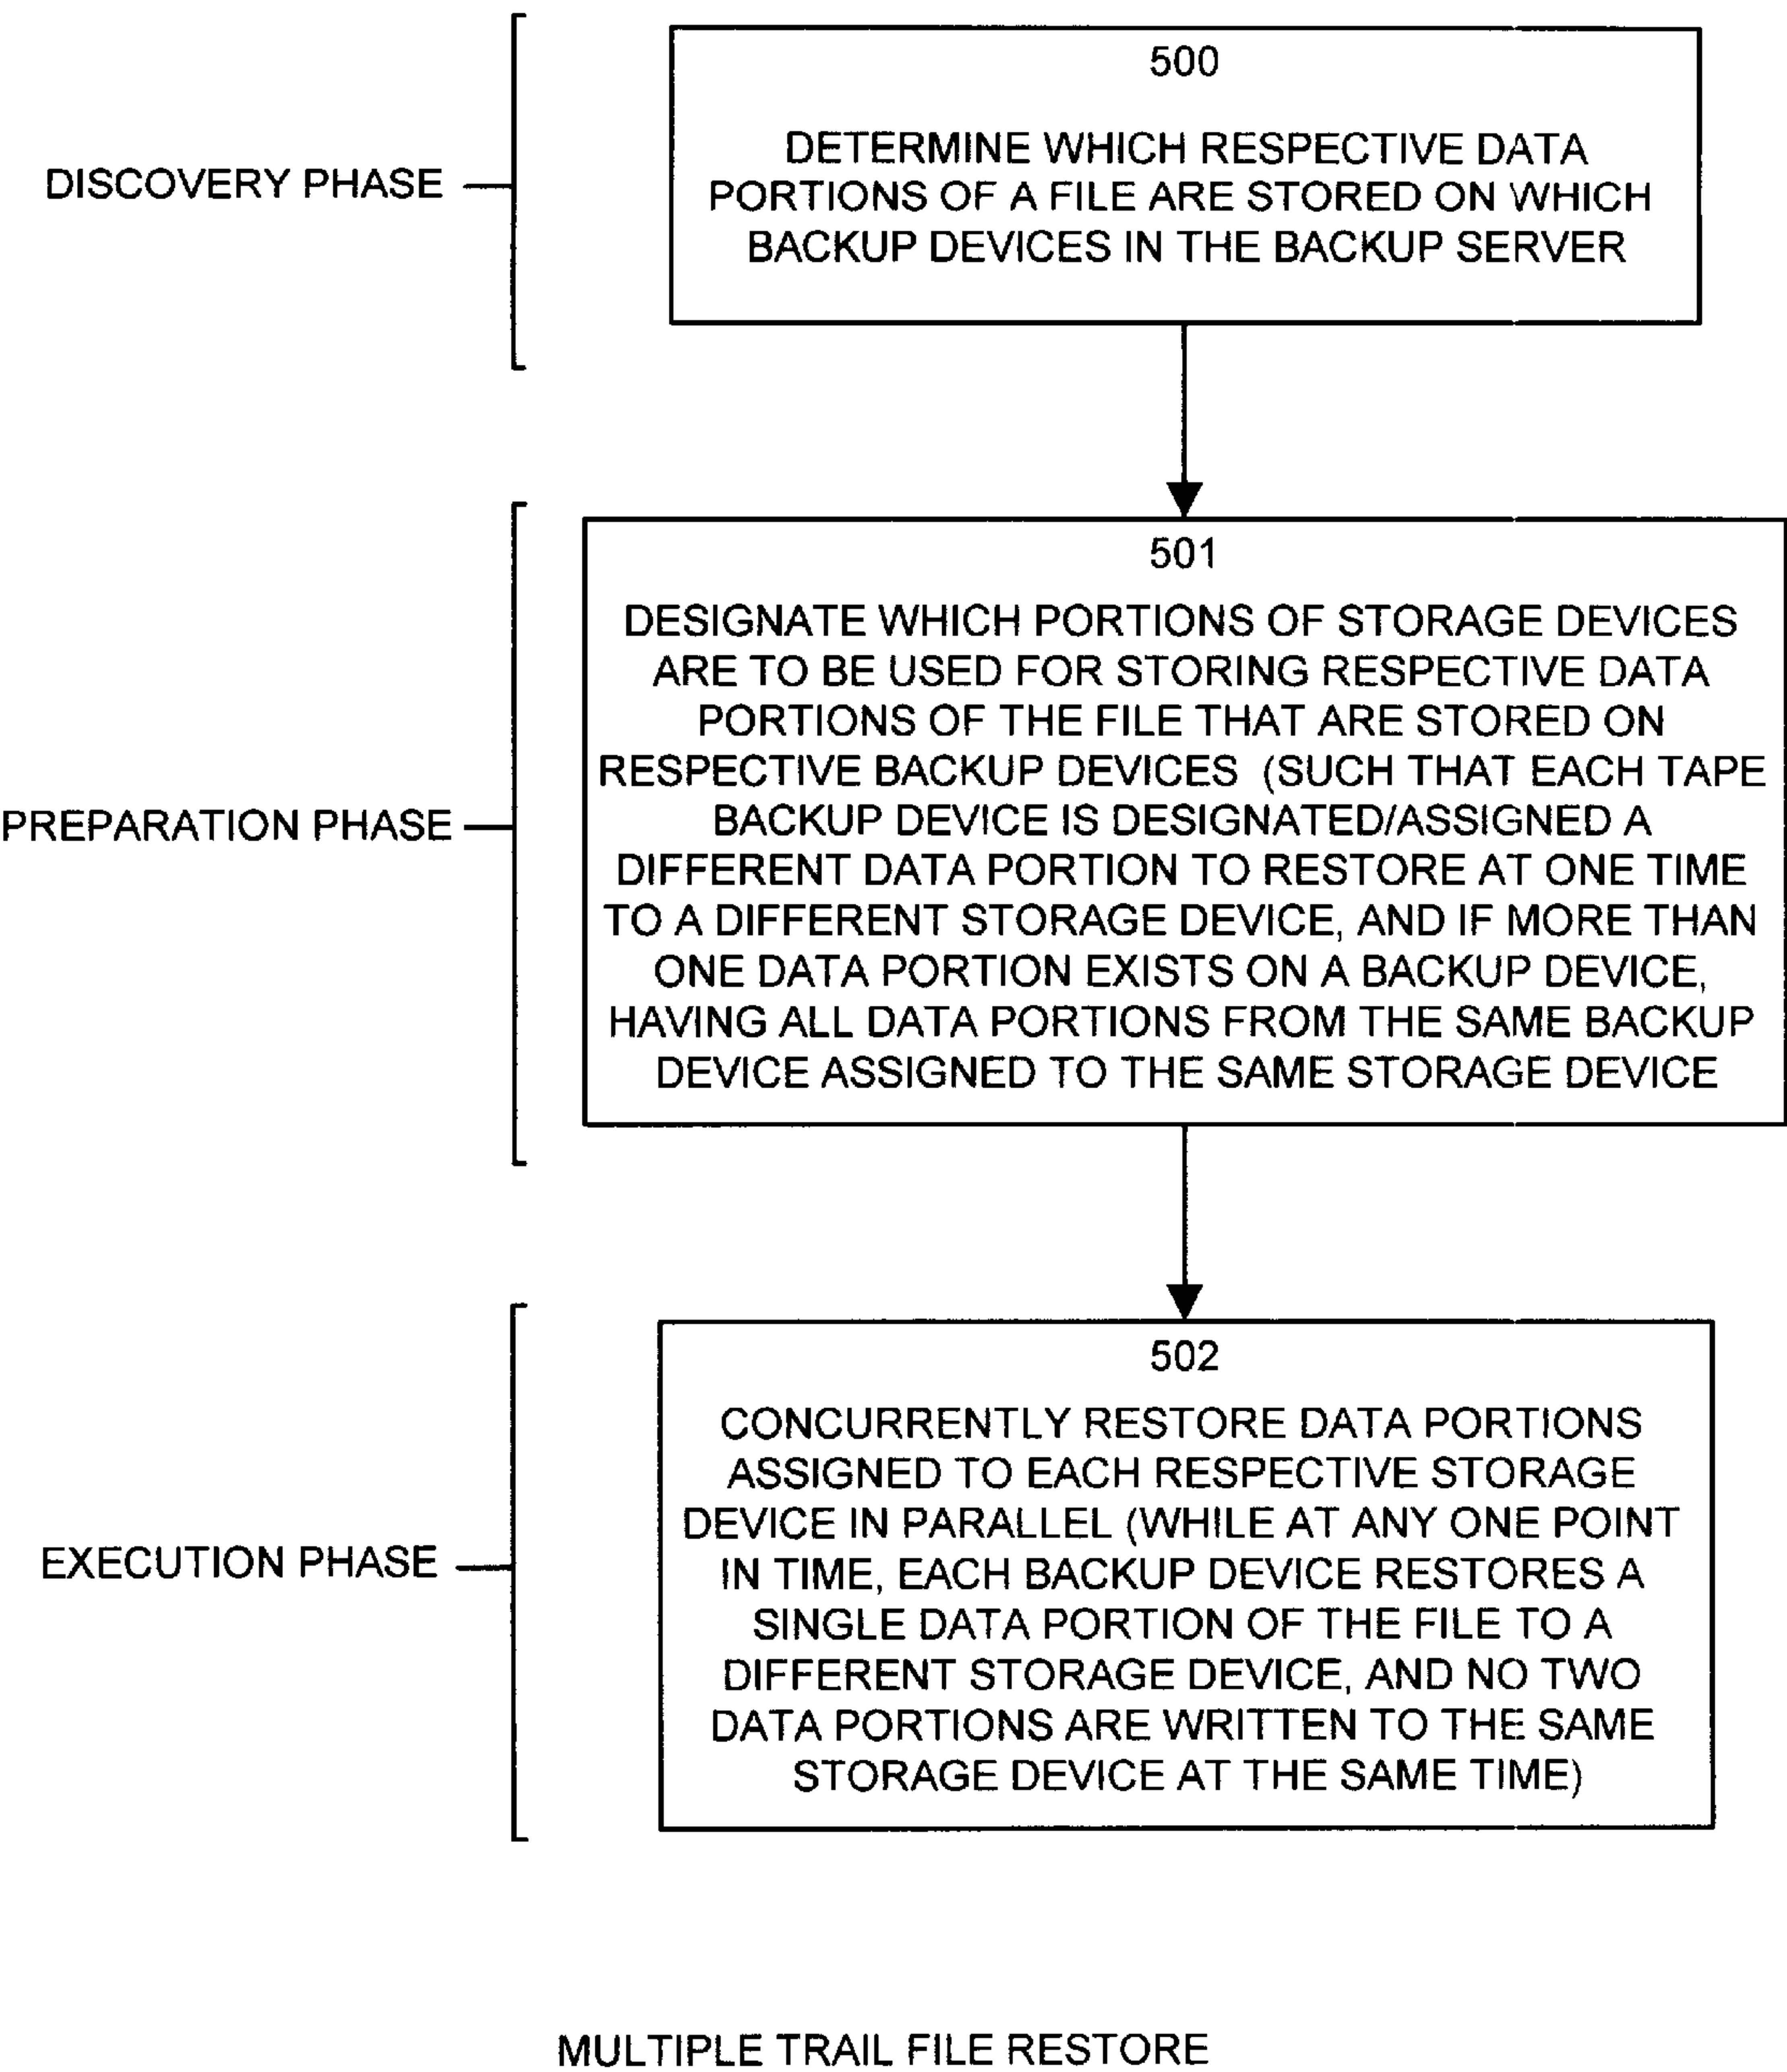 DISCOVERY PHASE
500
DETERMINE WHICH RESPECTIVE DATA
PORTIONS OF A FILE ARE STORED ON WHICH
BACKUP DEVICES IN THE BACKUP SERVER
PREPARATION PHASE
501
DESIGNATE WHICH PORTIONS OF STORAGE DEVICES
ARE TO BE USED FOR STORING RESPECTIVE DATA
PORTIONS OF THE FILE THAT ARE STORED ON
RESPECTIVE BACKUP DEVICES (SUCH THAT EACH TAPE
BACKUP DEVICE IS DESIGNATED/ASSIGNED A
DIFFERENT DATA PORTION TO RESTORE AT ONE TIME
TO A DIFFERENT STORAGE DEVICE, AND IF MORE THAN
ONE DATA PORTION EXISTS ON A BACKUP DEVICE,
HAVING ALL DATA PORTIONS FROM THE SAME BACKUP
DEVICE ASSIGNED TO THE SAME STORAGE DEVICE
EXECUTION PHASE
502
CONCURRENTLY RESTORE DATA PORTIONS
ASSIGNED TO EACH RESPECTIVE STORAGE
DEVICE IN PARALLEL (WHILE AT ANY ONE POINT
IN TIME, EACH BACKUP DEVICE RESTORES A
SINGLE DATA PORTION OF THE FILE TO A
DIFFERENT STORAGE DEVICE, AND NO TWO
DATA PORTIONS ARE WRITTEN TO THE SAME
STORAGE DEVICE AT THE SAME TIME)
MULTIPLE TRAIL FILE RESTORE